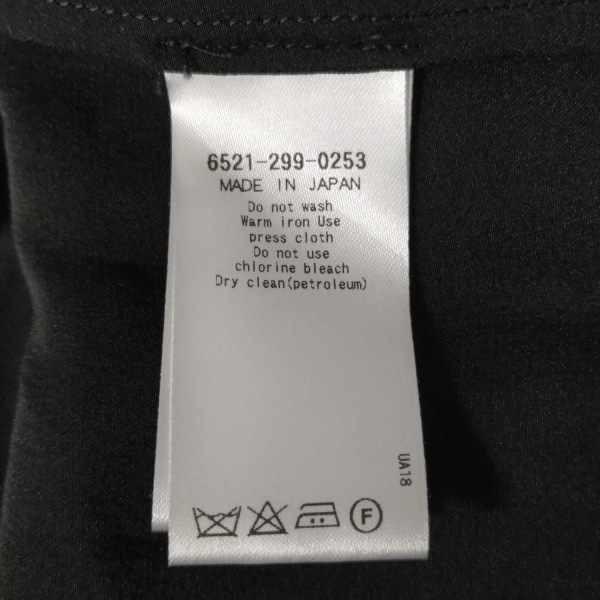 6521-299-0253
MADE IN JAPAN
Do not wash
Warm iron Use
press cloth
Do not use
chlorine bleach
Dry clean(petroleum)
UA18
F